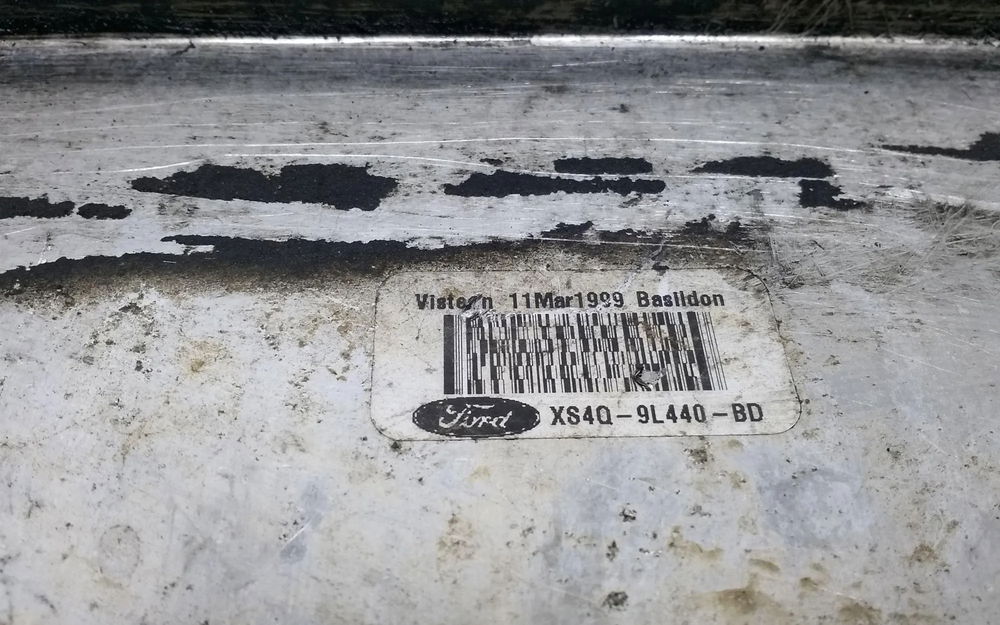 Visteon 11Mar1999 Basildon
Ford XS4Q-9L440-BD